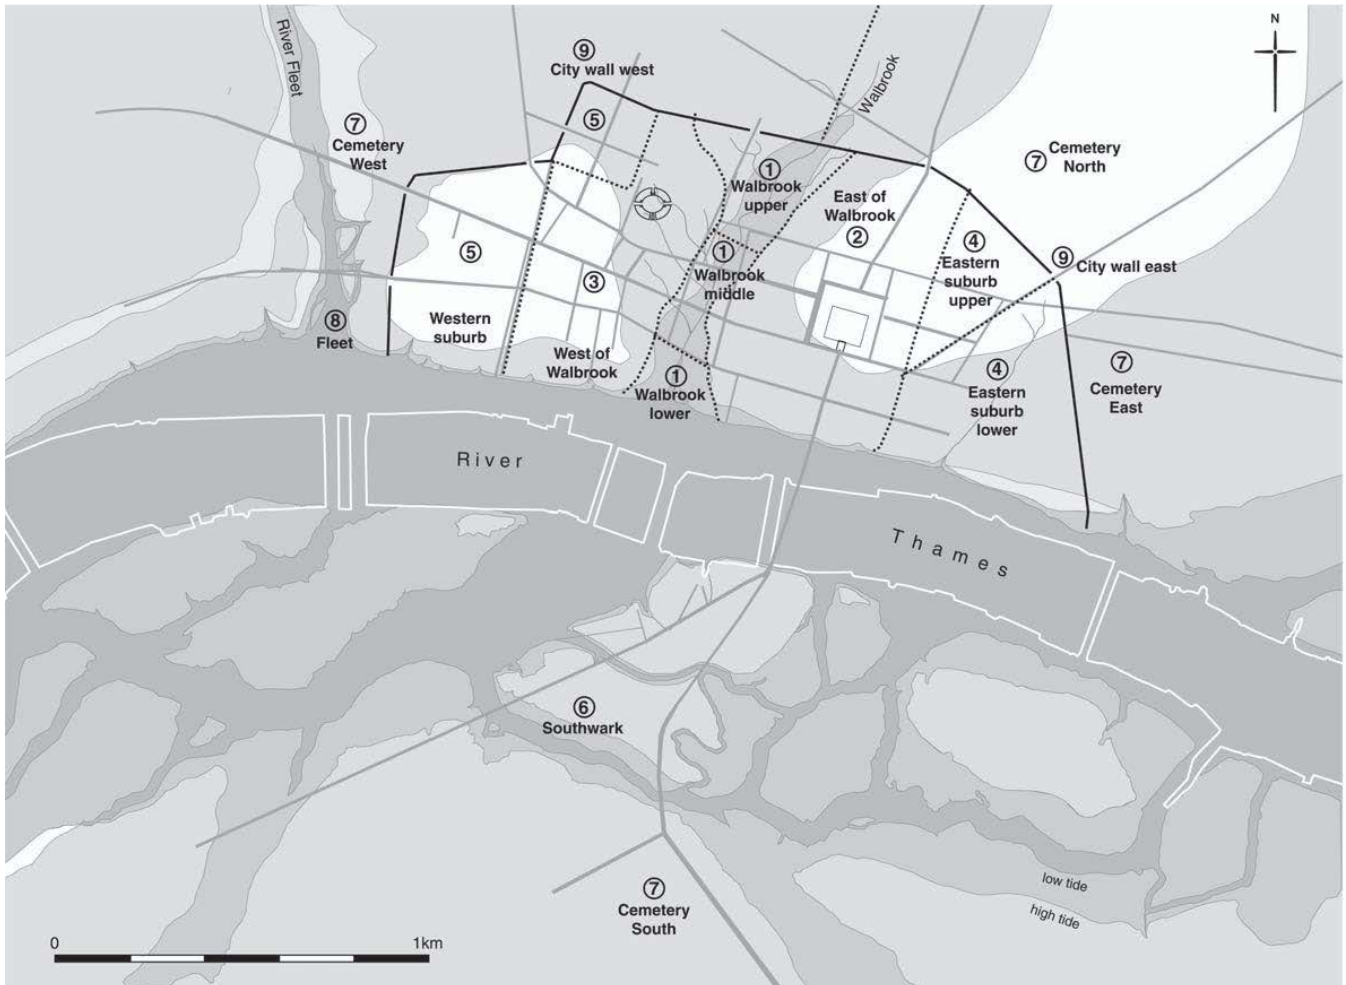 River Fleet
⑨
City wall west
N
Walbrook
⑤
⑦
Cemetery
West
①
Walbrook
upper
⑦ Cemetery
North
East of
Walbrook
②
⑤
③
①
Walbrook
middle
④
Eastern
suburb
upper
⑨
City wall east
⑧
Fleet
Western
suburb
West of
Walbrook
①
Walbrook
lower
④
Eastern
suburb
lower
⑦
Cemetery
East
River
Thames
⑥
Southwark
⑦
Cemetery
South
low tide
high tide
0 1km